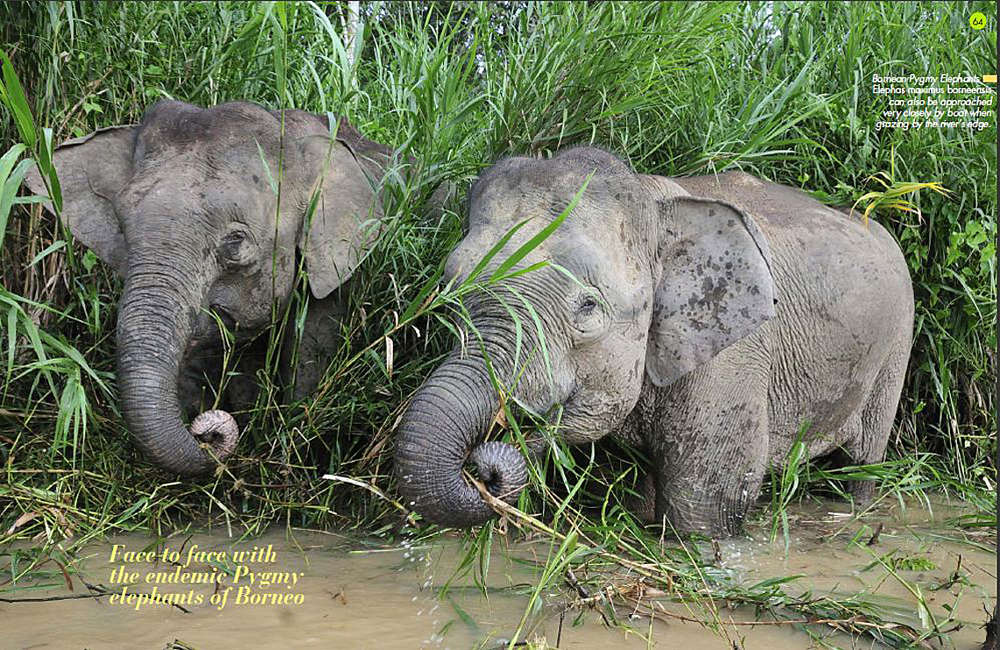 64
Bornean Pygmy Elephants
Elephas maximus borneensis
can also be approached
very closely by boat when
grazing by the river's edge.
Face to face with
the endemic Pygmy
elephants of Borneo